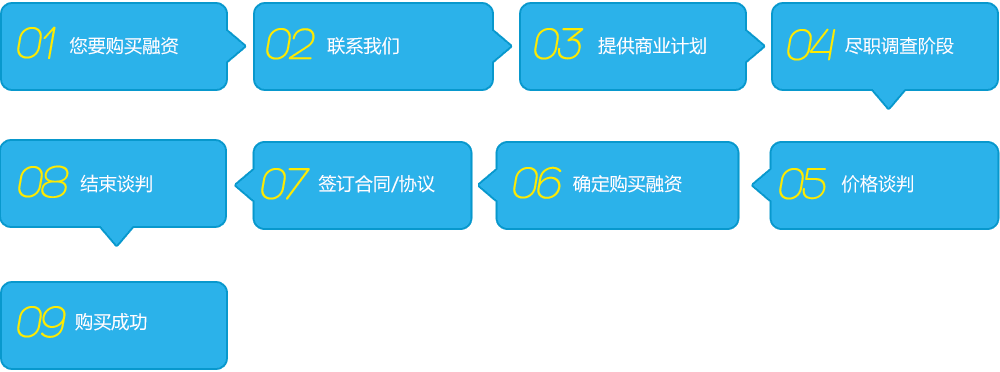 01 您要购买融资
02 联系我们
03 提供商业计划
04 尽职调查阶段
05 价格谈判
06 确定购买融资
07 签订合同/协议
08 结束谈判
09 购买成功